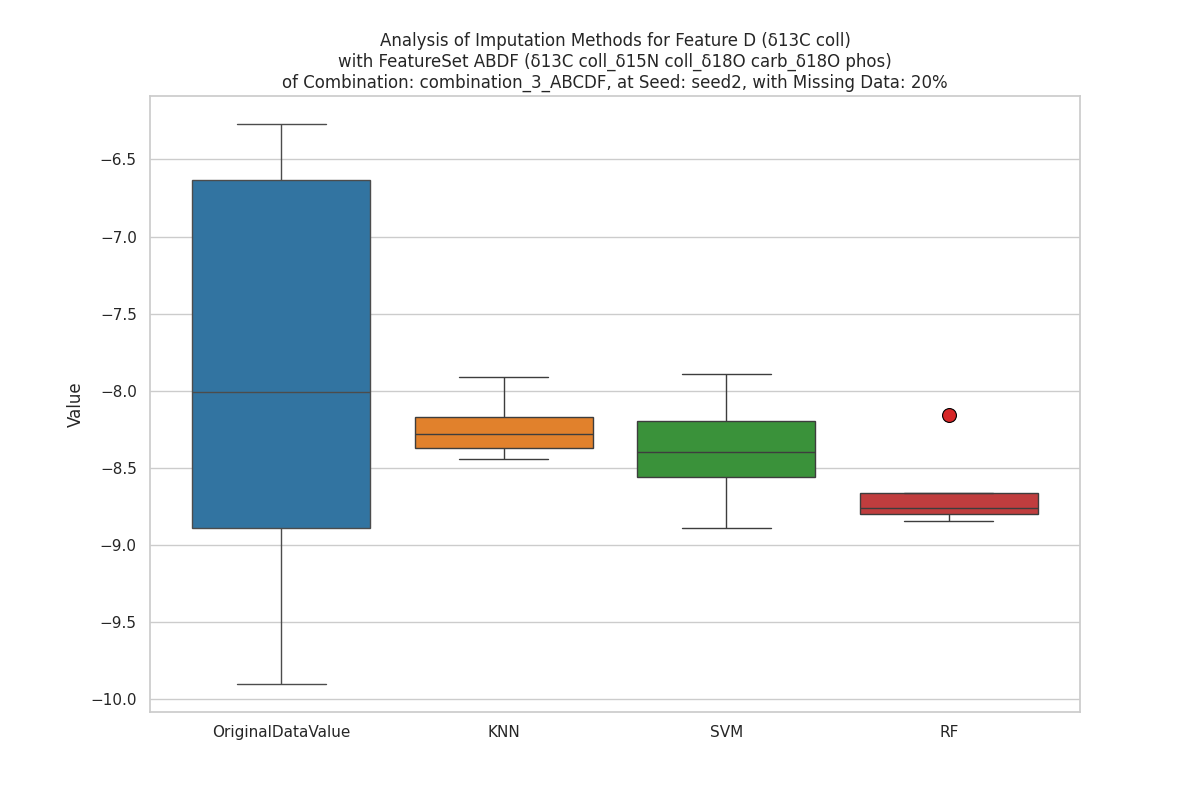 Analysis of Imputation Methods for Feature D (δ13C coll)
with FeatureSet ABDF (δ13C coll_δ15N coll_δ18O carb_δ18O phos)
of Combination: combination_3_ABCDF, at Seed: seed2, with Missing Data: 20%
Value
−6.5
−7.0
−7.5
−8.0
−8.5
−9.0
−9.5
−10.0
OriginalDataValue
KNN
SVM
RF